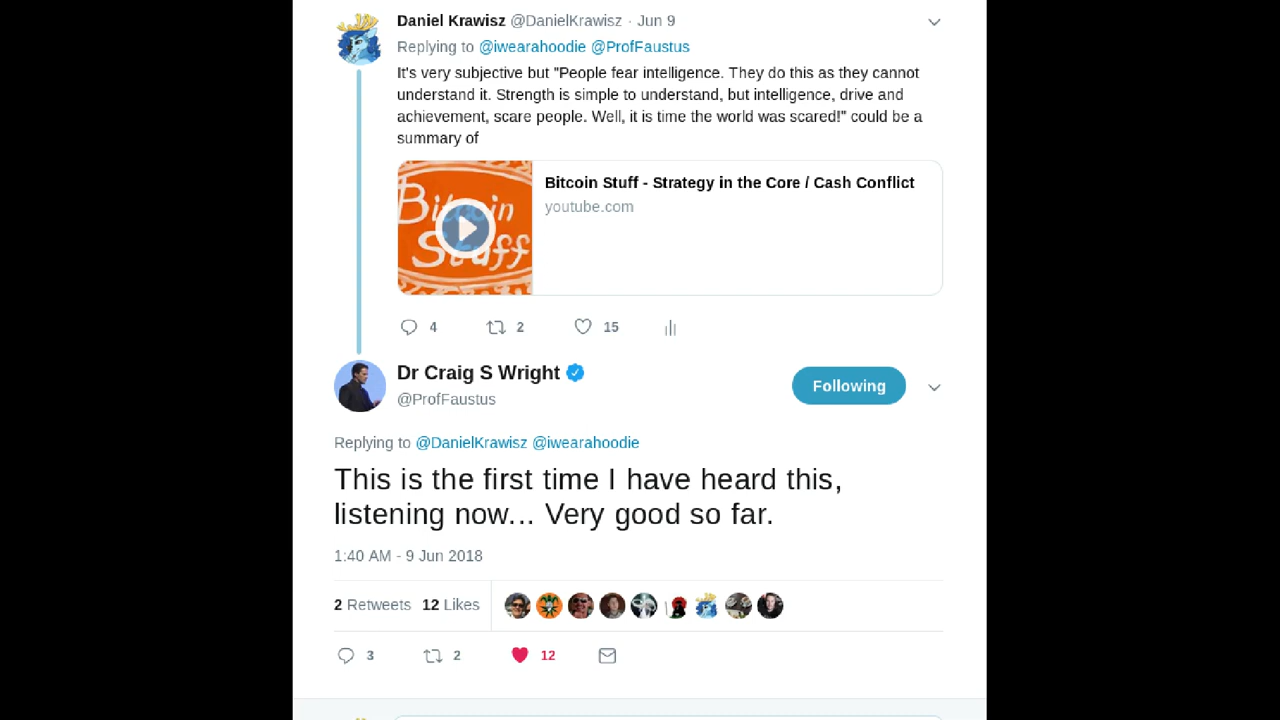 Daniel Krawisz @DanielKrawisz · Jun 9
Replying to @iwearahoodie @ProfFaustus
It's very subjective but "People fear intelligence. They do this as they cannot
understand it. Strength is simple to understand, but intelligence, drive and
achievement, scare people. Well, it is time the world was scared!" could be a
summary of
Bitcoin Stuff
Bitcoin Stuff - Strategy in the Core / Cash Conflict
youtube.com
4 2 15
Dr Craig S Wright
@ProfFaustus
Following
Replying to @DanielKrawisz @iwearahoodie
This is the first time I have heard this,
listening now... Very good so far.
1:40 AM - 9 Jun 2018
2 Retweets 12 Likes
3 2 12